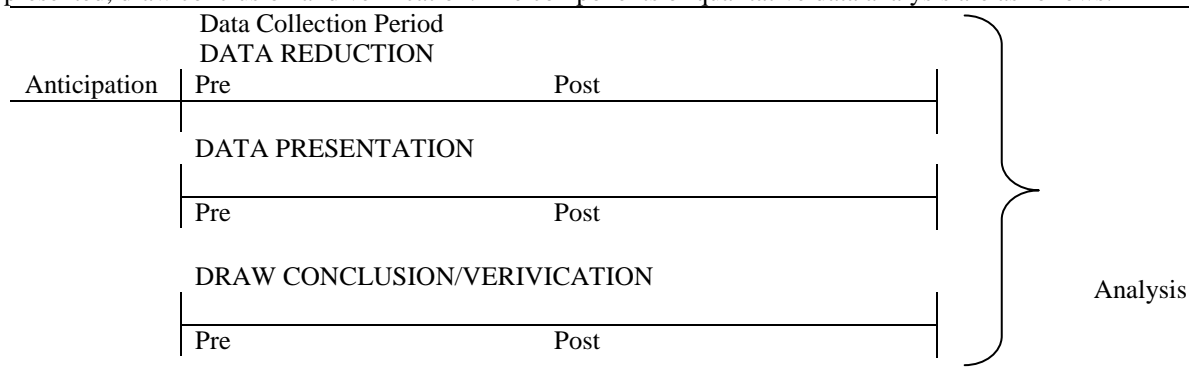 Data Collection Period
DATA REDUCTION
Anticipation Pre Post
DATA PRESENTATION
Pre Post
DRAW CONCLUSION/VERIVICATION
Analysis
Pre Post